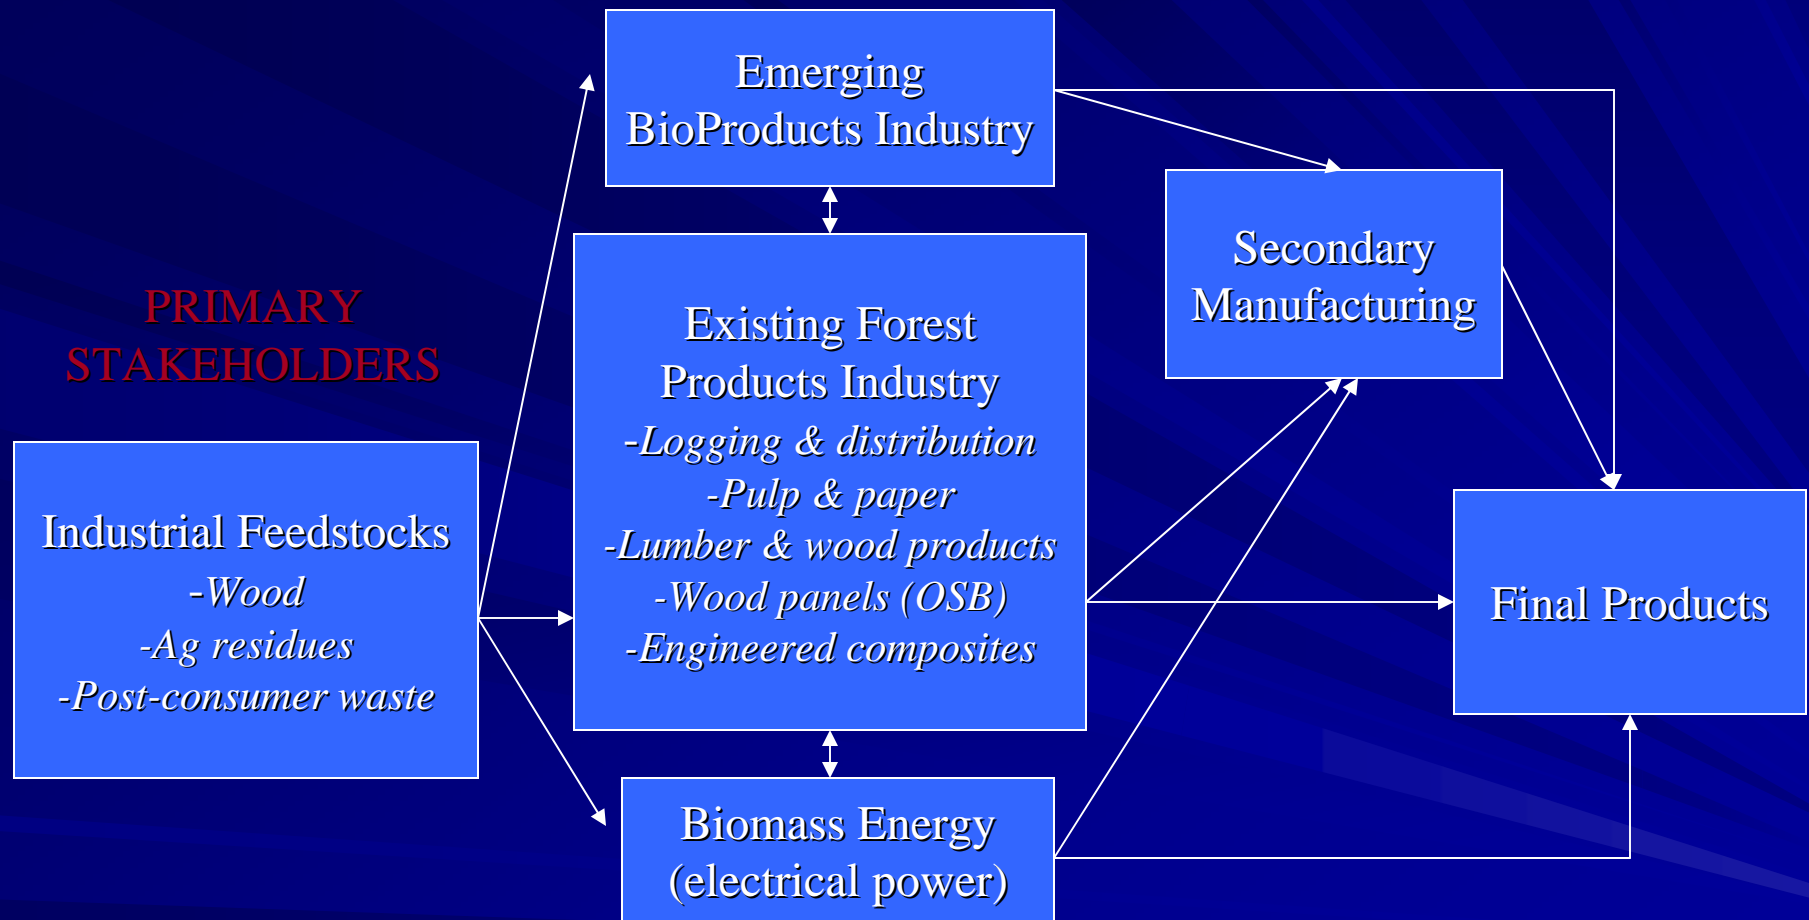 Emerging
BioProducts Industry
Secondary
Manufacturing
PRIMARY
STAKEHOLDERS
Existing Forest
Products Industry
-Logging & distribution
-Pulp & paper
-Lumber & wood products
-Wood panels (OSB)
-Engineered composites
Industrial Feedstocks
-Wood
-Ag residues
-Post-consumer waste
Final Products
Biomass Energy
(electrical power)